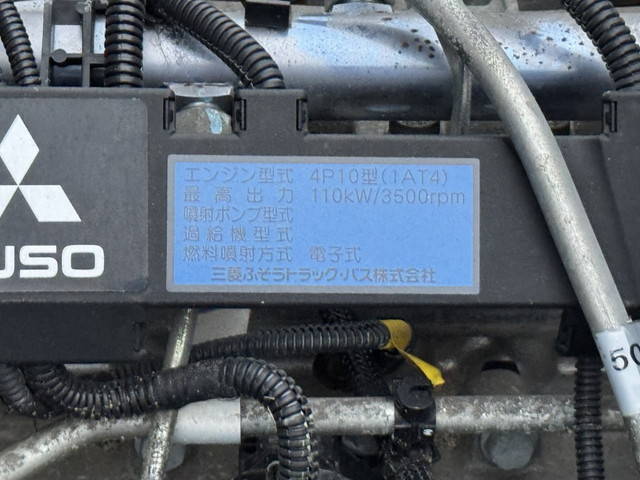 エンジン型式 4P10型(1AT4)
最高出力 110kW/3500rpm
噴射ポンプ型式
過給機型式
燃料噴射方式 電子式
三菱ふそうトラック・バス株式会社
USO
50